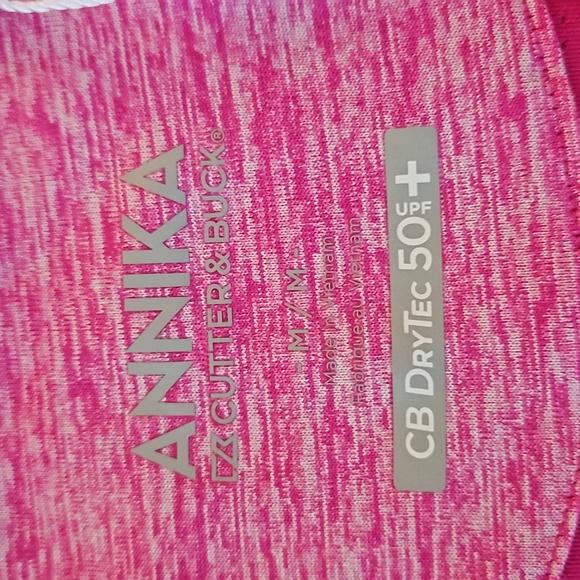 ANNIKA
CUTTER & BUCK®
- M // M -
Made in Vietnam
Fabriqué au Vietnam
CB DRYTEC 50 UPF +